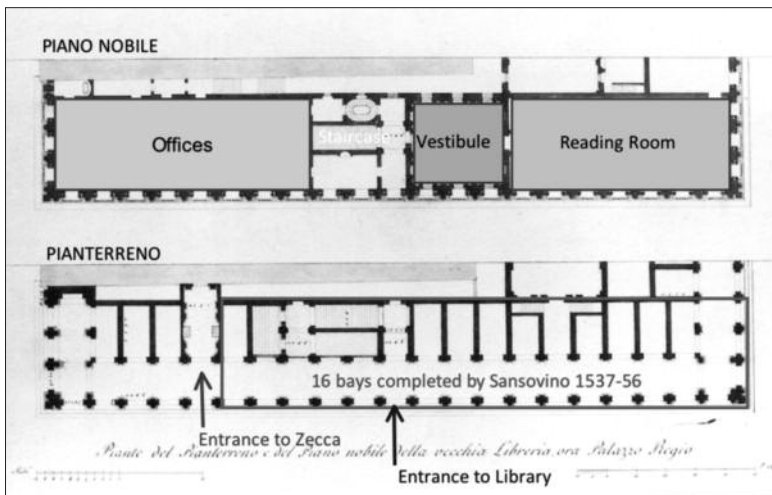 PIANO NOBILE
Offices
Staircase
Vestibule
Reading Room
PIANTERRENO
16 bays completed by Sansovino 1537-56
Entrance to Zecca
Piante del Pianterreno e del Piano nobile della vecchia Libreria, ora Palazzo Regio
Entrance to Library